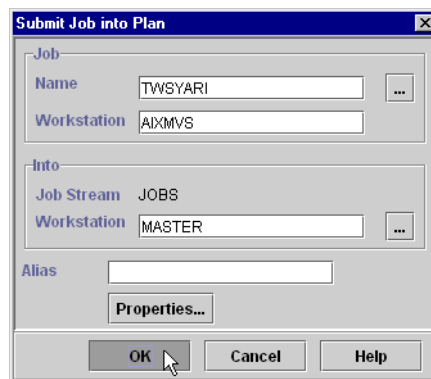 Submit Job into Plan
Job
Name TWSYARI ...
Workstation AIXMVS
Into
Job Stream JOBS
Workstation MASTER ...
Alias
Properties...
OK Cancel Help